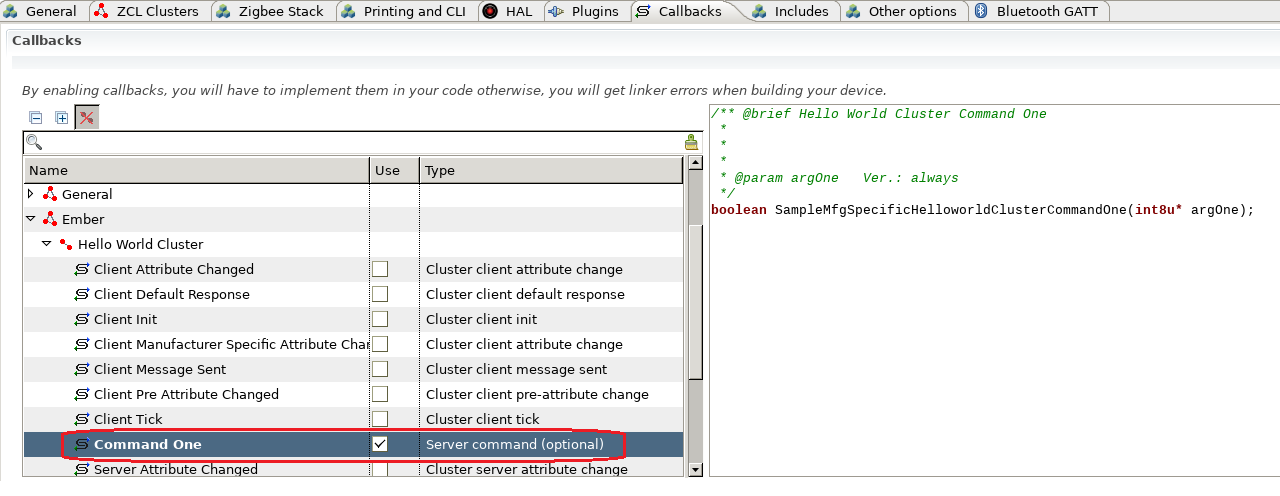 General ZCL Clusters Zigbee Stack Printing and CLI HAL Plugins Callbacks Includes Other options Bluetooth GATT
Callbacks
By enabling callbacks, you will have to implement them in your code otherwise, you will get linker errors when building your device.
Name Use Type
General
Ember
Hello World Cluster
Client Attribute Changed Cluster client attribute change
Client Default Response Cluster client default response
Client Init Cluster client init
Client Manufacturer Specific Attribute Char Cluster client attribute change
Client Message Sent Cluster client message sent
Client Pre Attribute Changed Cluster client pre-attribute change
Client Tick Cluster client tick
Command One Server command (optional)
Server Attribute Changed Cluster server attribute change
/** @brief Hello World Cluster Command One
*
*
*
* @param argOne Ver.: always
*/
boolean SampleMfgSpecificHelloworldClusterCommandOne(int8u* argOne);